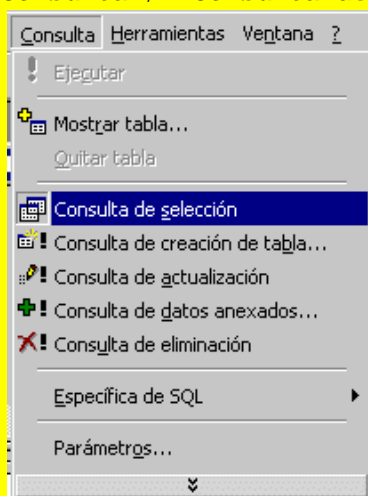 Consulta Herramientas Ventana ?
Ejecutar
Mostrar tabla...
Quitar tabla
Consulta de selección
Consulta de creación de tabla...
Consulta de actualización
Consulta de datos anexados...
Consulta de eliminación
Específica de SQL
Parámetros...